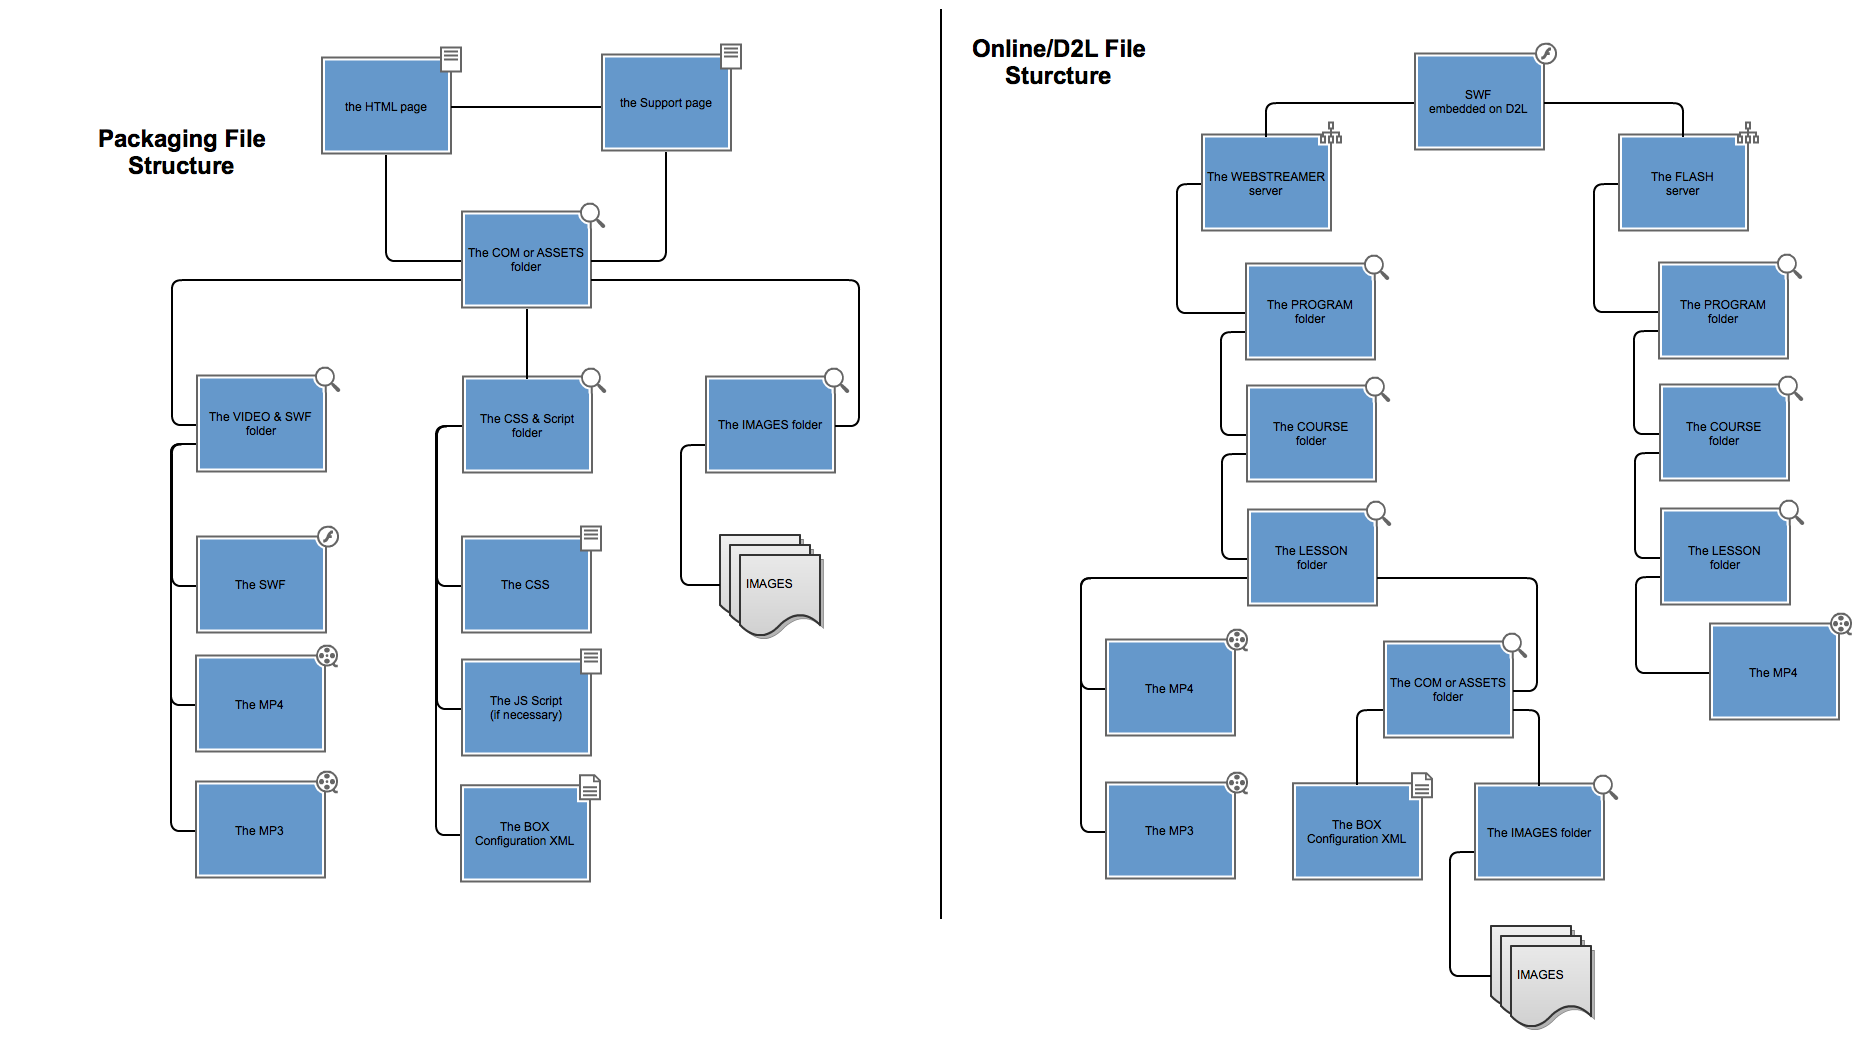 Packaging File
Structure
the HTML page
the Support page
The COM or ASSETS
folder
The VIDEO & SWF
folder
The CSS & Script
folder
The IMAGES folder
The SWF
The CSS
IMAGES
The MP4
The JS Script
(if necessary)
The MP3
The BOX
Configuration XML
Online/D2L File
Sturcture
SWF
embedded on D2L
The WEBSTREAMER
server
The FLASH
server
The PROGRAM
folder
The PROGRAM
folder
The COURSE
folder
The COURSE
folder
The LESSON
folder
The LESSON
folder
The MP4
The COM or ASSETS
folder
The MP4
The MP3
The BOX
Configuration XML
The IMAGES folder
IMAGES